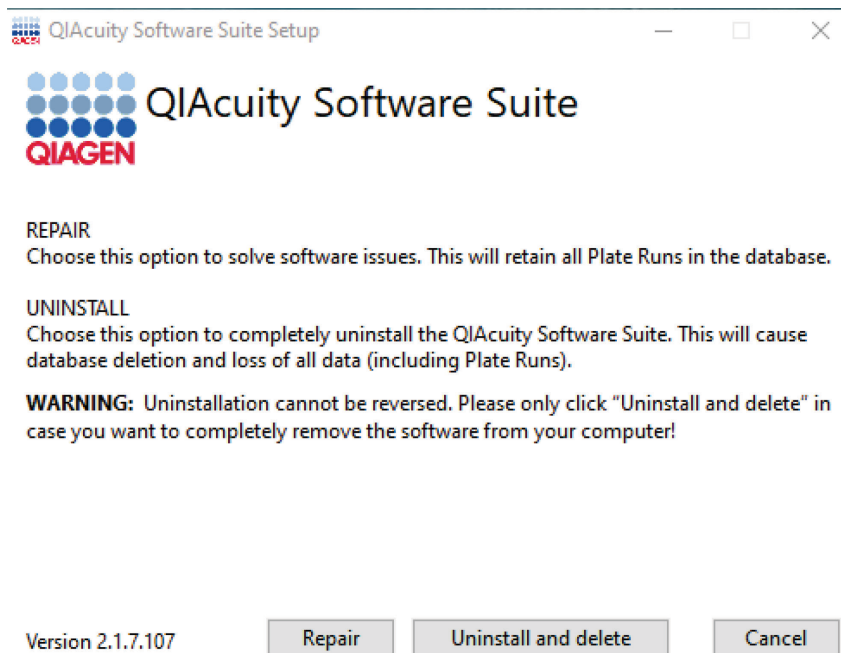 QIAcuity Software Suite Setup
QIAcuity Software Suite
QIAGEN
REPAIR
Choose this option to solve software issues. This will retain all Plate Runs in the database.
UNINSTALL
Choose this option to completely uninstall the QIAcuity Software Suite. This will cause
database deletion and loss of all data (including Plate Runs).
WARNING: Uninstallation cannot be reversed. Please only click “Uninstall and delete” in
case you want to completely remove the software from your computer!
Version 2.1.7.107 Repair Uninstall and delete Cancel